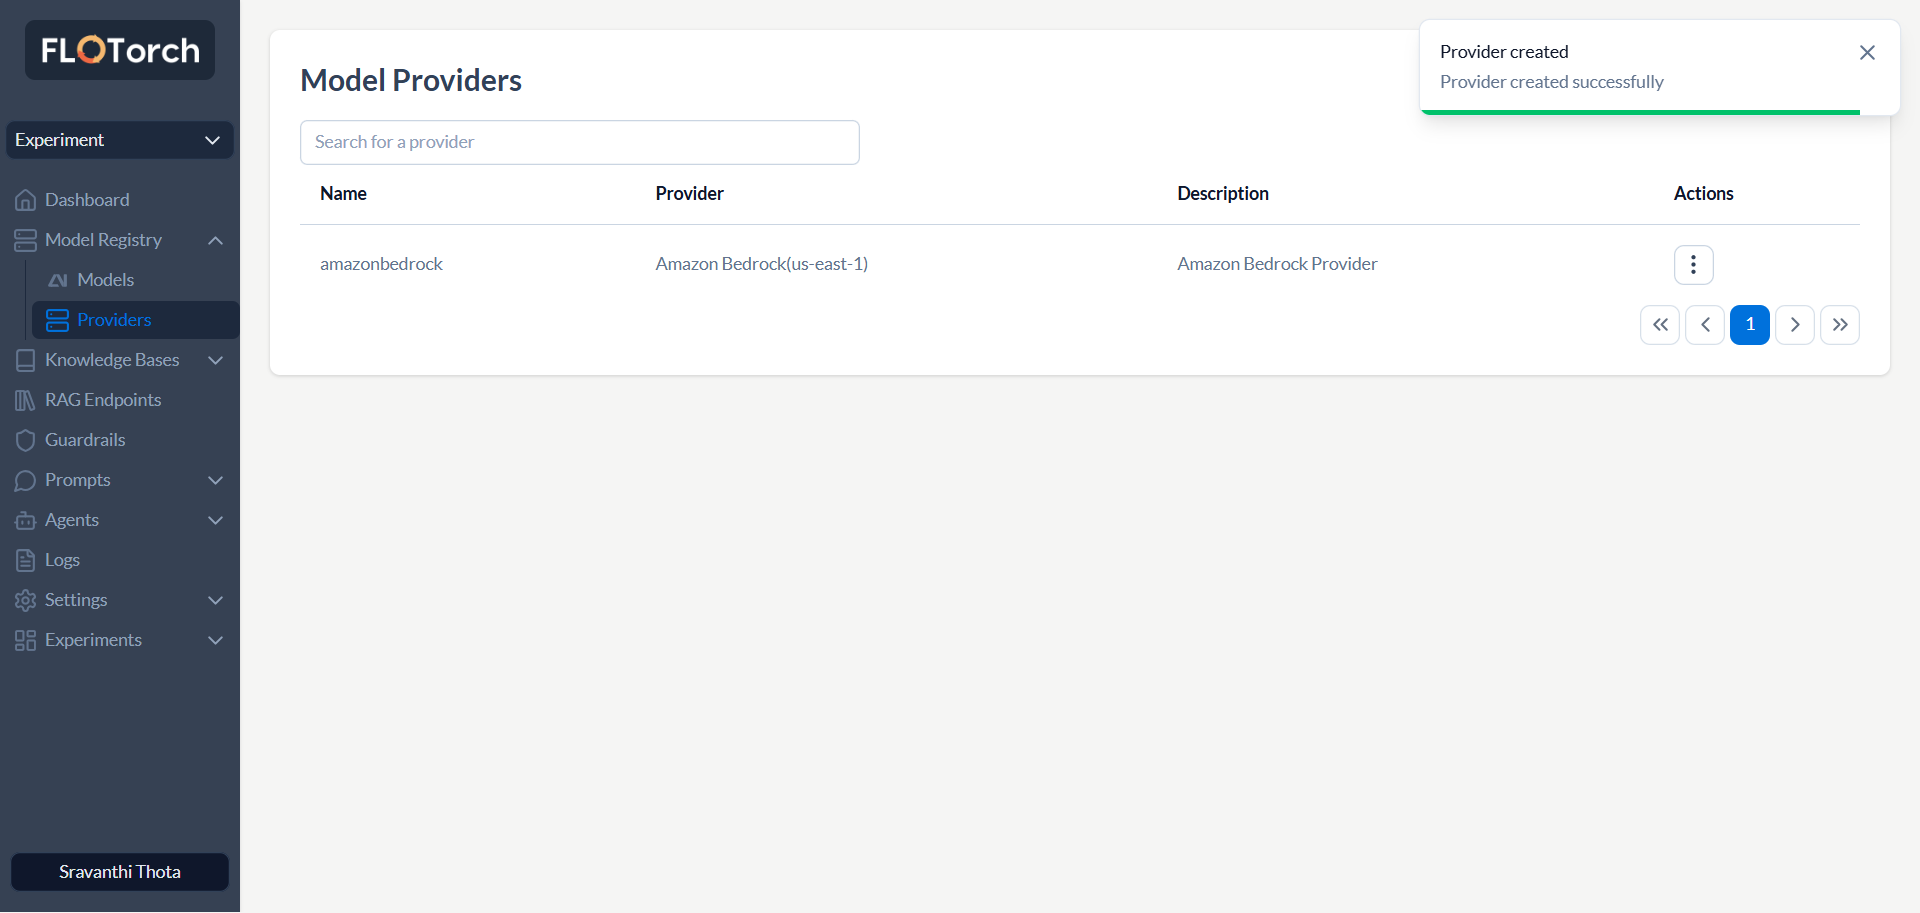 FLOTorch
Experiment
Dashboard
Model Registry
Models
Providers
Knowledge Bases
RAG Endpoints
Guardrails
Prompts
Agents
Logs
Settings
Experiments
Sravanthi Thota
Model Providers
Search for a provider
Name Provider Description Actions
amazonbedrock Amazon Bedrock(us-east-1) Amazon Bedrock Provider
1
Provider created
Provider created successfully